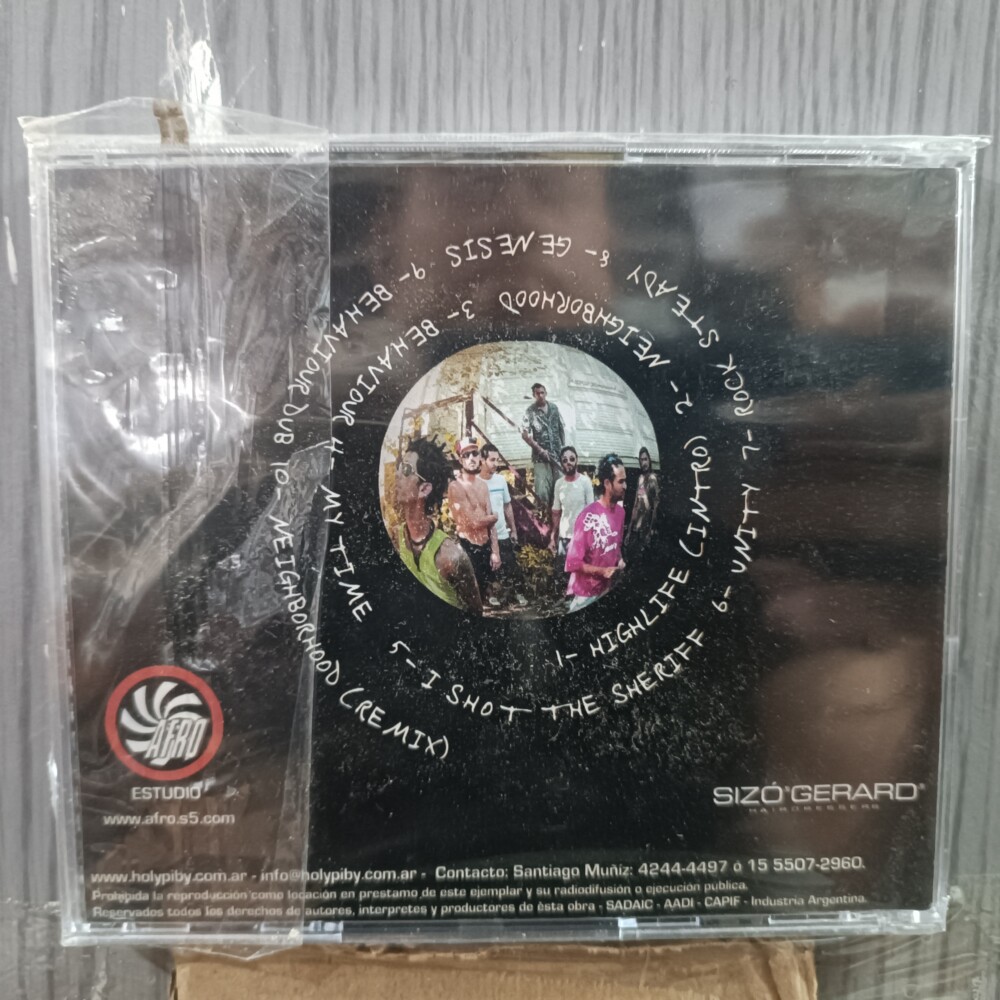 1- HIGHLIFE (INTRO) 2- NEIGHBORHOOD 3- BEHAVIOUR 4- MY TIME 5- I SHOT THE SHERIFF 6- UNITY 7- ROCK STEADY 8- GENESIS 9- BEHAVIOUR DUB 10- NEIGHBORHOOD (REMIX)
AFRO
ESTUDIO
www.afro.s5.com
SIZÓ GERARD®
HAIRDRESSERS
www.holypiby.com.ar - info@holypiby.com.ar - Contacto: Santiago Muñiz: 4244-4497 ó 15 5507-2960.
Prohibida la reproducción como locación en prestamo de este ejemplar y su radiodifusión o ejecución publica.
Reservados todos los derechos de autores, interpretes y productores de ésta obra - SADAIC - AADI - CAPIF - Industria Argentina.